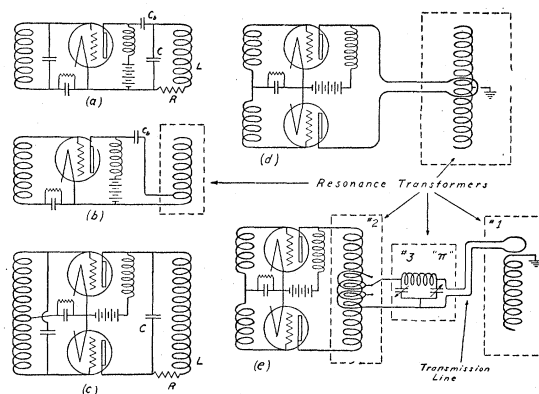 C₀
C
L
R
(a)
C₀
(b)
C
L
R
(c)
(d)
Resonance Transformers
#2
#3 "π"
#1
(e)
Transmission
Line